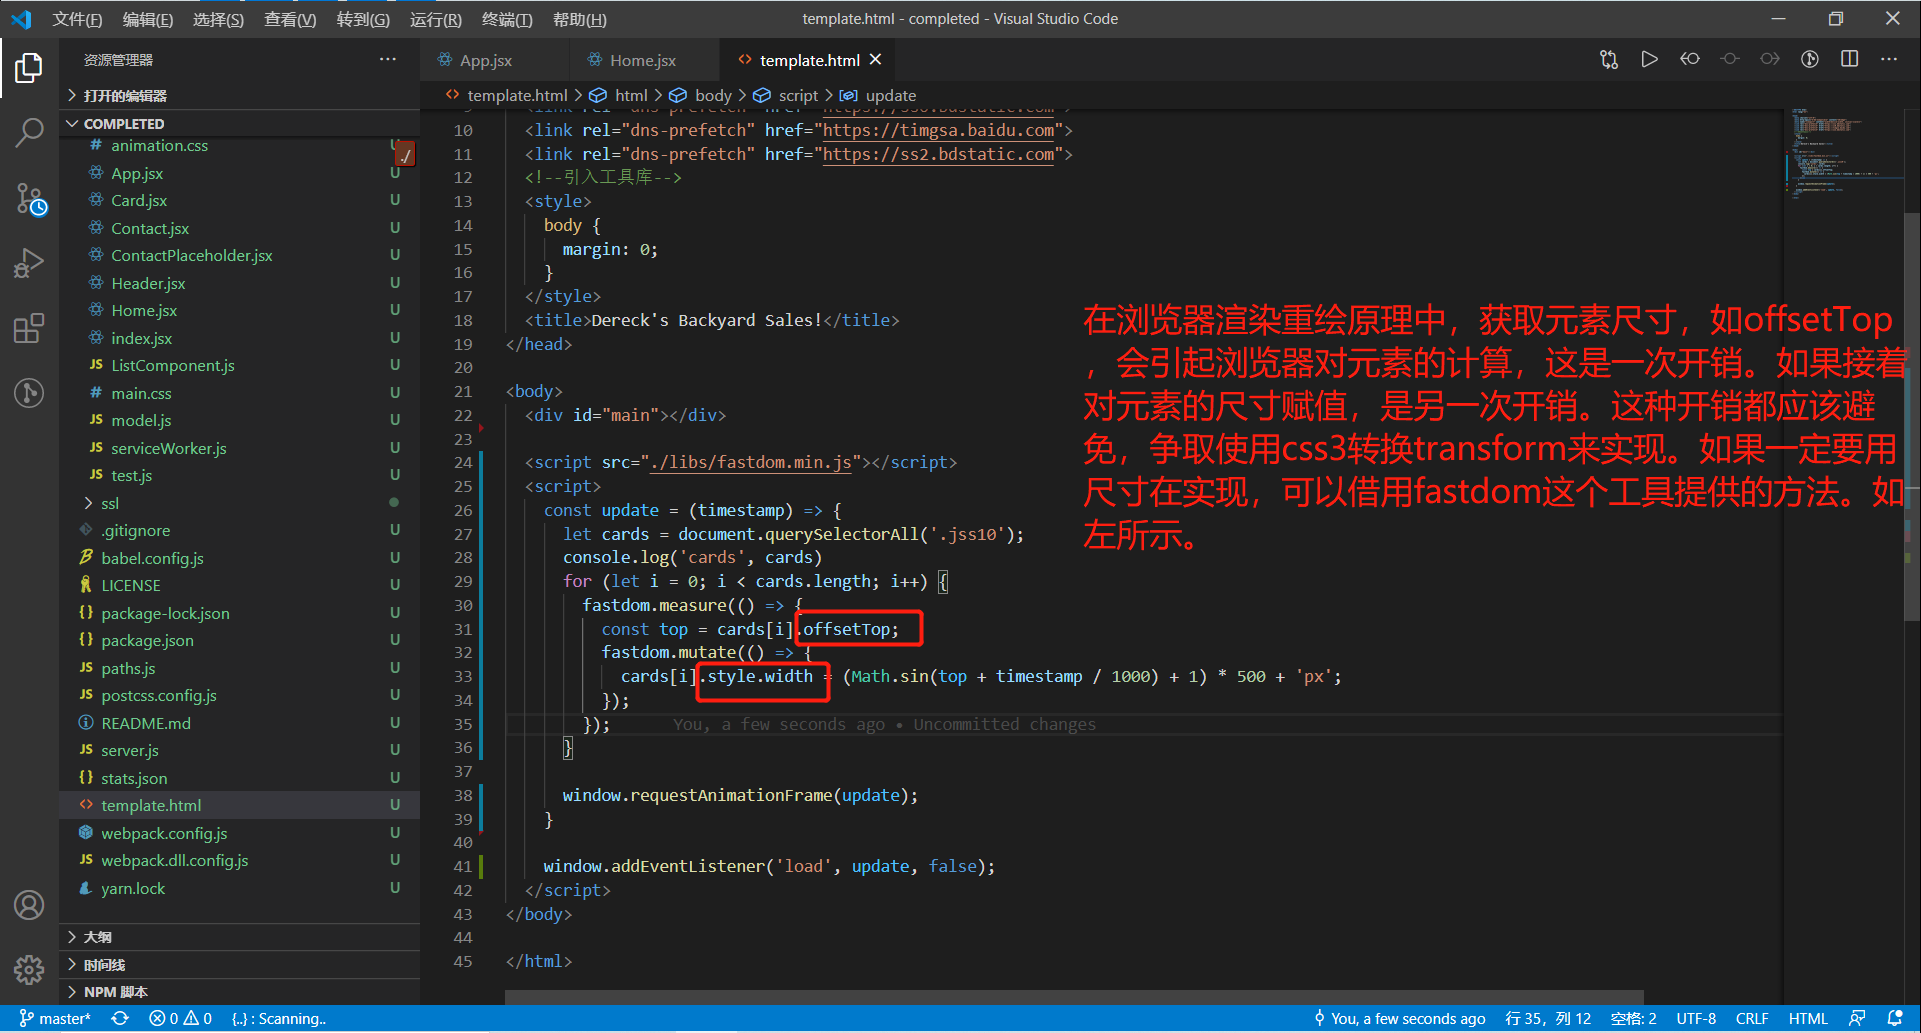 文件(F) 编辑(E) 选择(S) 查看(V) 转到(G) 运行(R) 终端(T) 帮助(H)
template.html - completed - Visual Studio Code
资源管理器
App.jsx
Home.jsx
template.html
打开的编辑器
template.html > html > body > script > update
COMPLETED
animation.css
App.jsx U
Card.jsx U
Contact.jsx U
ContactPlaceholder.jsx U
Header.jsx U
Home.jsx U
index.jsx U
JS ListComponent.js U
# main.css U
JS model.js U
JS serviceWorker.js U
JS test.js U
ssl
.gitignore U
babel.config.js U
LICENSE U
{} package-lock.json U
{} package.json U
JS paths.js U
JS postcss.config.js U
README.md U
JS server.js U
{} stats.json U
template.html U
webpack.config.js U
JS webpack.dll.config.js U
yarn.lock U
大纲
时间线
NPM 脚本
10 <link rel="dns-prefetch" href="https://timgsa.baidu.com">
11 <link rel="dns-prefetch" href="https://ss2.bdstatic.com">
12 <!--引入工具库-->
13 <style>
14 body {
15 margin: 0;
16 }
17 </style>
18 <title>Dereck's Backyard Sales!</title>
19 </head>
20
21 <body>
22 <div id="main"></div>
23
24 <script src="./libs/fastdom.min.js"></script>
25 <script>
26 const update = (timestamp) => {
27 let cards = document.querySelectorAll('.jss10');
28 console.log('cards', cards)
29 for (let i = 0; i < cards.length; i++) {
30 fastdom.measure(() => {
31 const top = cards[i].offsetTop;
32 fastdom.mutate(() => {
33 cards[i].style.width = (Math.sin(top + timestamp / 1000) + 1) * 500 + 'px';
34 });
35 }); You, a few seconds ago • Uncommitted changes
36 }
37
38 window.requestAnimationFrame(update);
39 }
40
41 window.addEventListener('load', update, false);
42 </script>
43 </body>
44
45 </html>
在浏览器渲染重绘原理中，获取元素尺寸，如offsetTop
，会引起浏览器对元素的计算，这是一次开销。如果接着
对元素的尺寸赋值，是另一次开销。这种开销都应该避
免，争取使用css3转换transform来实现。如果一定要用
尺寸在实现，可以借用fastdom这个工具提供的方法。如
左所示。
master* 0 0 {..} : Scanning.. You, a few seconds ago 行 35，列 12 空格: 2 UTF-8 CRLF HTML